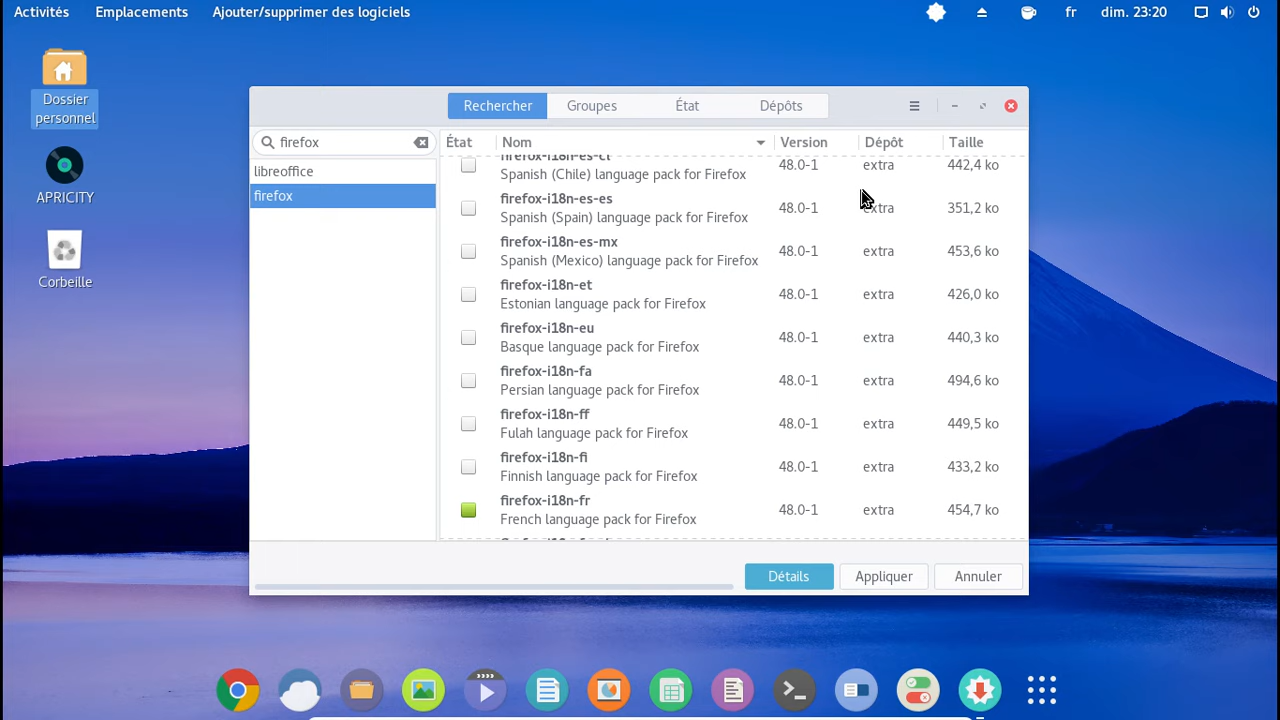 Activités Emplacements Ajouter/supprimer des logiciels fr dim. 23:20
Dossier
personnel
APRICITY
Corbeille
Rechercher Groupes État Dépôts
firefox
libreoffice
firefox
État Nom Version Dépôt Taille
firefox-i18n-es-cl
Spanish (Chile) language pack for Firefox 48.0-1 extra 442,4 ko
firefox-i18n-es-es
Spanish (Spain) language pack for Firefox 48.0-1 extra 351,2 ko
firefox-i18n-es-mx
Spanish (Mexico) language pack for Firefox 48.0-1 extra 453,6 ko
firefox-i18n-et
Estonian language pack for Firefox 48.0-1 extra 426,0 ko
firefox-i18n-eu
Basque language pack for Firefox 48.0-1 extra 440,3 ko
firefox-i18n-fa
Persian language pack for Firefox 48.0-1 extra 494,6 ko
firefox-i18n-ff
Fulah language pack for Firefox 48.0-1 extra 449,5 ko
firefox-i18n-fi
Finnish language pack for Firefox 48.0-1 extra 433,2 ko
firefox-i18n-fr
French language pack for Firefox 48.0-1 extra 454,7 ko
Détails Appliquer Annuler